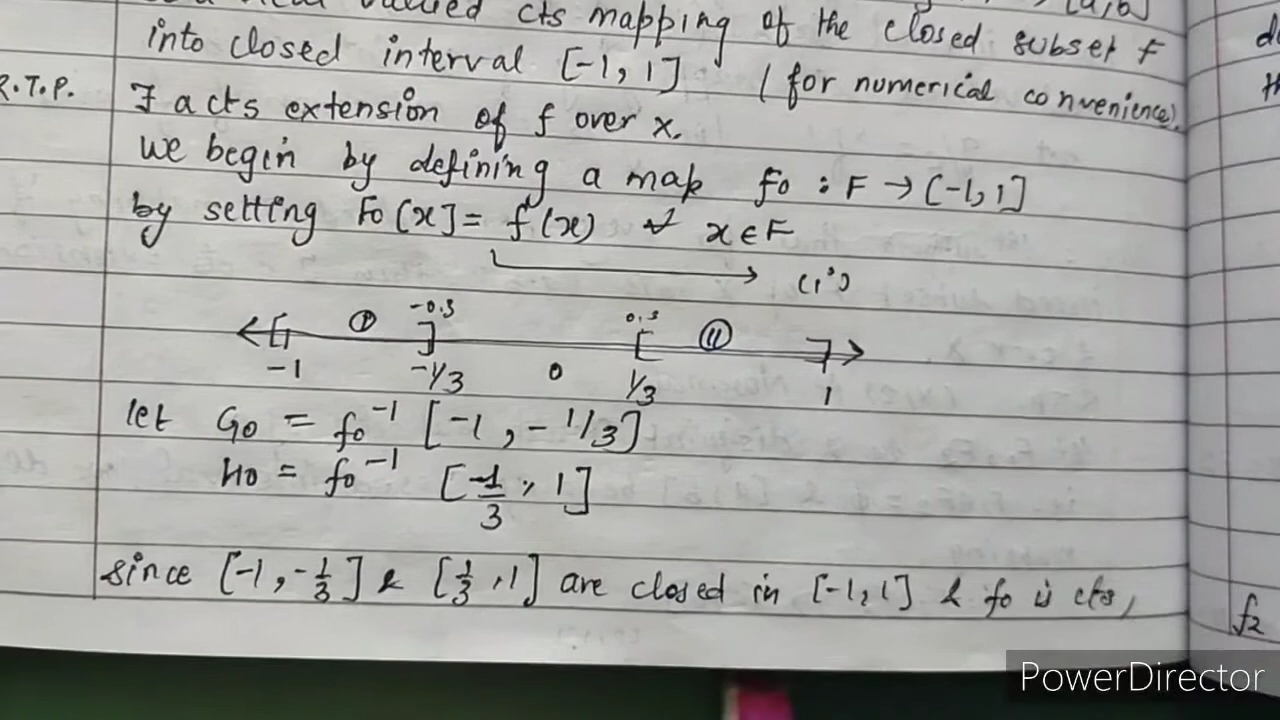 valued cts mapping of the closed subset F
into closed interval [-1, 1] (for numerical convenience).
R.T.P. ∃ a cts extension of f over x.
we begin by defining a map fo : F → [-1, 1]
by setting Fo[x] = f(x) ∀ x ∈ F
(i)
-0.3 0.3
I II
-1 -1/3 0 1/3 1
let Go = fo⁻¹ [-1, -1/3]
Ho = fo⁻¹ [-1/3, 1]
since [-1, -1/3] & [1/3, 1] are closed in [-1, 1] & fo is cts,
f2
PowerDirector